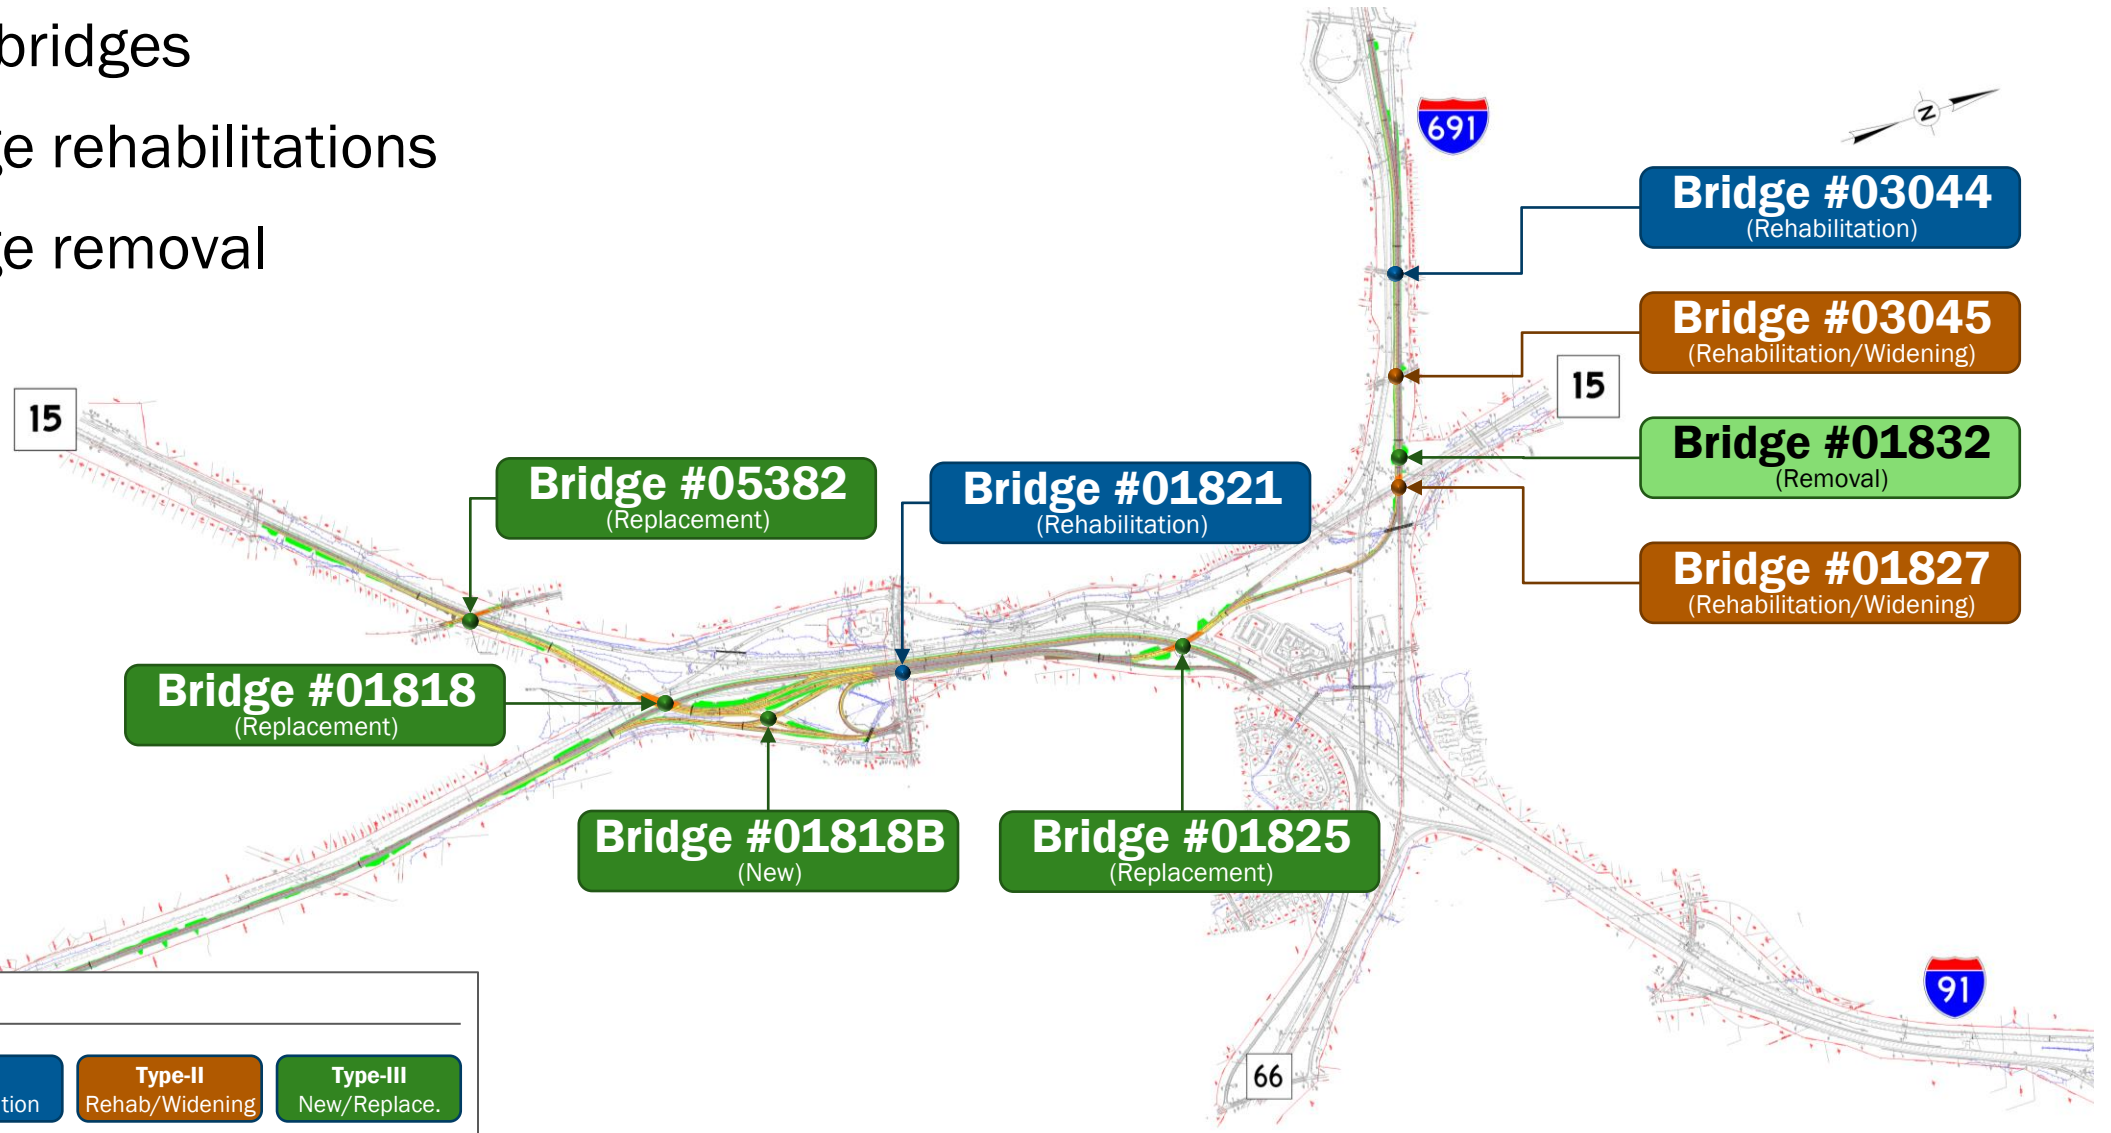 bridges
ge rehabilitations
ge removal
691
N
Bridge #03044
(Rehabilitation)
Bridge #03045
(Rehabilitation/Widening)
15
15
Bridge #01832
(Removal)
Bridge #05382
(Replacement)
Bridge #01821
(Rehabilitation)
Bridge #01827
(Rehabilitation/Widening)
Bridge #01818
(Replacement)
Bridge #01818B
(New)
Bridge #01825
(Replacement)
91
66
tion
Type-II
Rehab/Widening
Type-III
New/Replace.